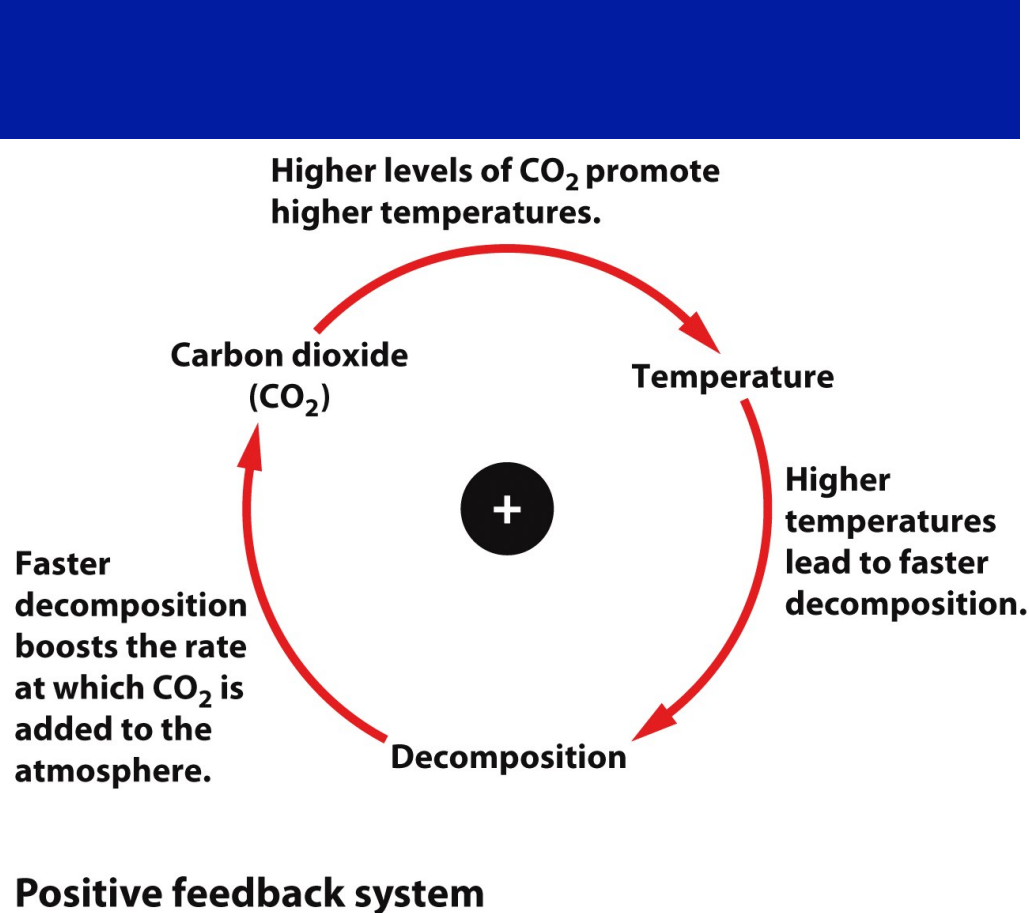 Higher levels of CO₂ promote
higher temperatures.
Carbon dioxide
(CO₂)
Temperature
+
Higher
temperatures
lead to faster
decomposition.
Faster
decomposition
boosts the rate
at which CO₂ is
added to the
atmosphere.
Decomposition
Positive feedback system